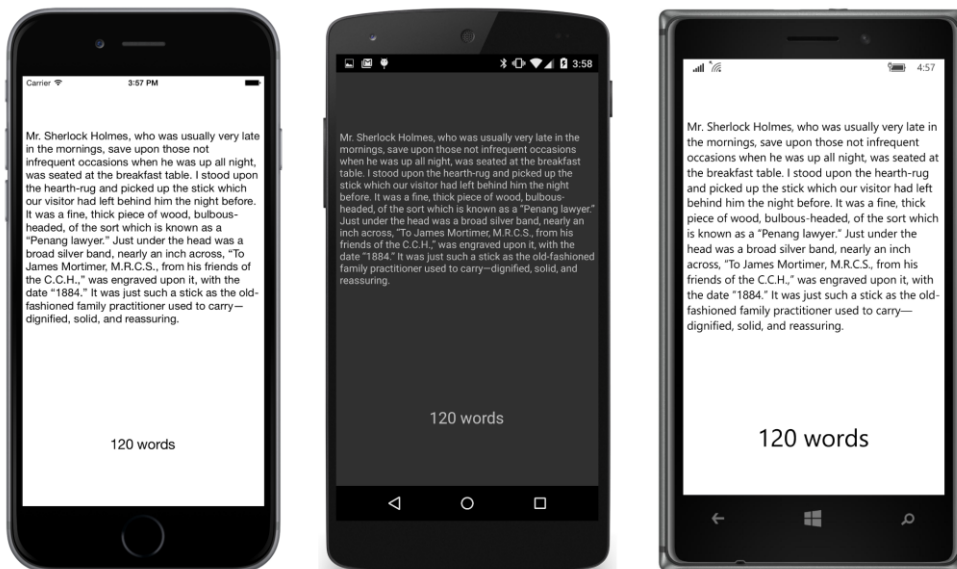 Carrier
3:57 PM
Mr. Sherlock Holmes, who was usually very late
in the mornings, save upon those not
infrequent occasions when he was up all night,
was seated at the breakfast table. I stood upon
the hearth-rug and picked up the stick which
our visitor had left behind him the night before.
It was a fine, thick piece of wood, bulbous-
headed, of the sort which is known as a
“Penang lawyer.” Just under the head was a
broad silver band, nearly an inch across, “To
James Mortimer, M.R.C.S., from his friends of
the C.C.H.,” was engraved upon it, with the
date “1884.” It was just such a stick as the old-
fashioned family practitioner used to carry—
dignified, solid, and reassuring.
120 words
3:58
Mr. Sherlock Holmes, who was usually very late in the
mornings, save upon those not infrequent occasions
when he was up all night, was seated at the breakfast
table. I stood upon the hearth-rug and picked up the
stick which our visitor had left behind him the night
before. It was a fine, thick piece of wood, bulbous-
headed, of the sort which is known as a “Penang lawyer.”
Just under the head was a broad silver band, nearly an
inch across, “To James Mortimer, M.R.C.S., from his
friends of the C.C.H.,” was engraved upon it, with the
date “1884.” It was just such a stick as the old-fashioned
family practitioner used to carry—dignified, solid, and
reassuring.
120 words
4:57
Mr. Sherlock Holmes, who was usually very late in
the mornings, save upon those not infrequent
occasions when he was up all night, was seated at
the breakfast table. I stood upon the hearth-rug
and picked up the stick which our visitor had left
behind him the night before. It was a fine, thick
piece of wood, bulbous-headed, of the sort which
is known as a “Penang lawyer.” Just under the
head was a broad silver band, nearly an inch
across, “To James Mortimer, M.R.C.S., from his
friends of the C.C.H.,” was engraved upon it, with
the date “1884.” It was just such a stick as the old-
fashioned family practitioner used to carry—
dignified, solid, and reassuring.
120 words